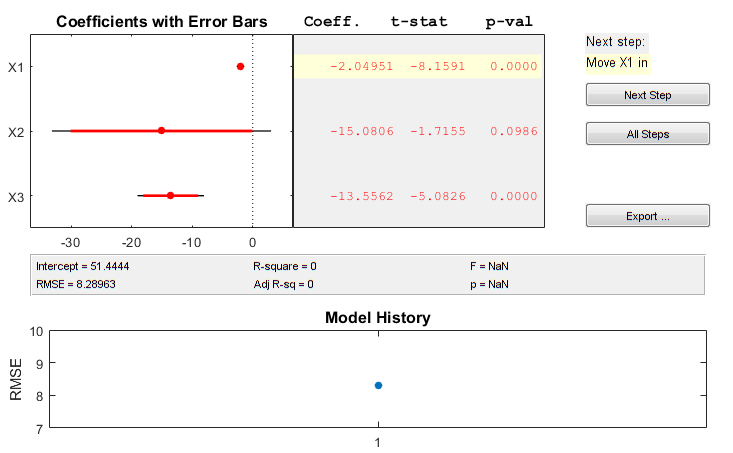 Coefficients with Error Bars Coeff. t-stat p-val
Next step:
X1 -2.04951 -8.1591 0.0000 Move X1 in
Next Step
X2 -15.0806 -1.7155 0.0986 All Steps
X3 -13.5562 -5.0826 0.0000
Export ...
-30 -20 -10 0
Intercept = 51.4444 R-square = 0 F = NaN
RMSE = 8.28963 Adj R-sq = 0 p = NaN
Model History
10
9
RMSE
8
7
1